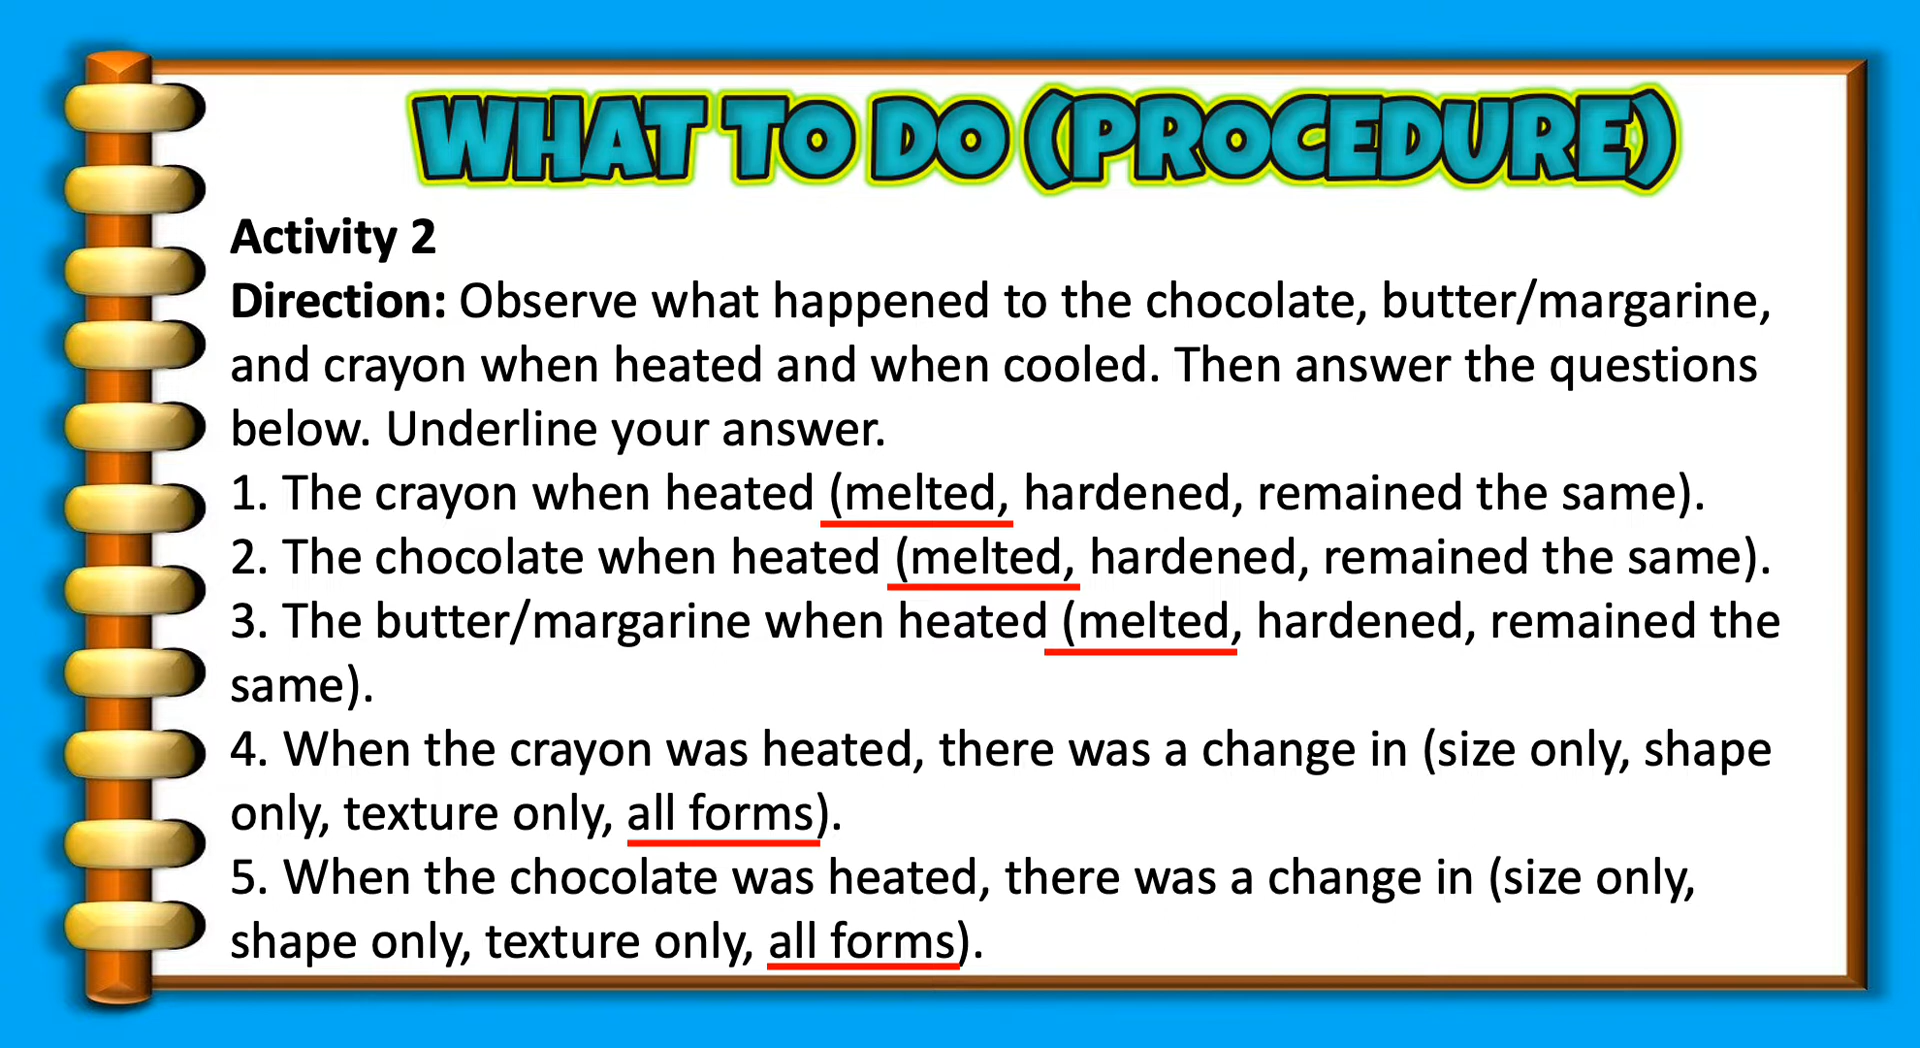 WHAT TO DO (PROCEDURE)
Activity 2
Direction: Observe what happened to the chocolate, butter/margarine,
and crayon when heated and when cooled. Then answer the questions
below. Underline your answer.
1. The crayon when heated (melted, hardened, remained the same).
2. The chocolate when heated (melted, hardened, remained the same).
3. The butter/margarine when heated (melted, hardened, remained the
same).
4. When the crayon was heated, there was a change in (size only, shape
only, texture only, all forms).
5. When the chocolate was heated, there was a change in (size only,
shape only, texture only, all forms).